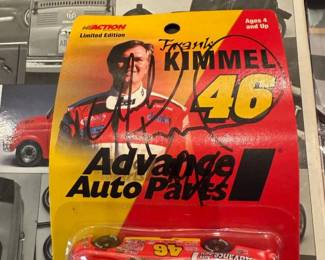 ACTION
Limited Edition
Ages 4
and Up
Frank
KIMMEL
46
Advance
Auto Parts
46